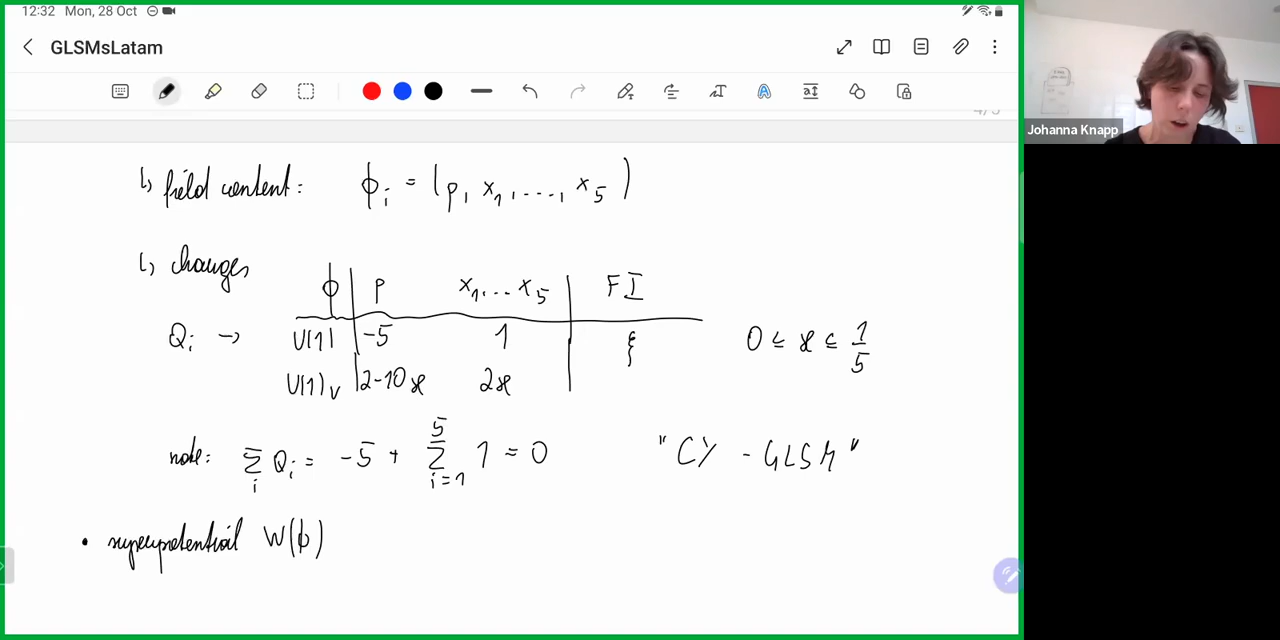 12:32 Mon, 28 Oct
GLSMsLatam
↳ field content: ϕ_i = (p, x_1, ..., x_5)
↳ charges
ϕ | p x_1, ... x_5 | FI
Q_i → U(1) | -5 1 | ξ 0 ≤ ϰ ≤ 1/5
U(1)_V | 2-10ϰ 2ϰ |
note: Σ_i Q_i = -5 + Σ_{i=1}^5 1 = 0 "CY - GLSM"
• superpotential W(ϕ)
Johanna Knapp